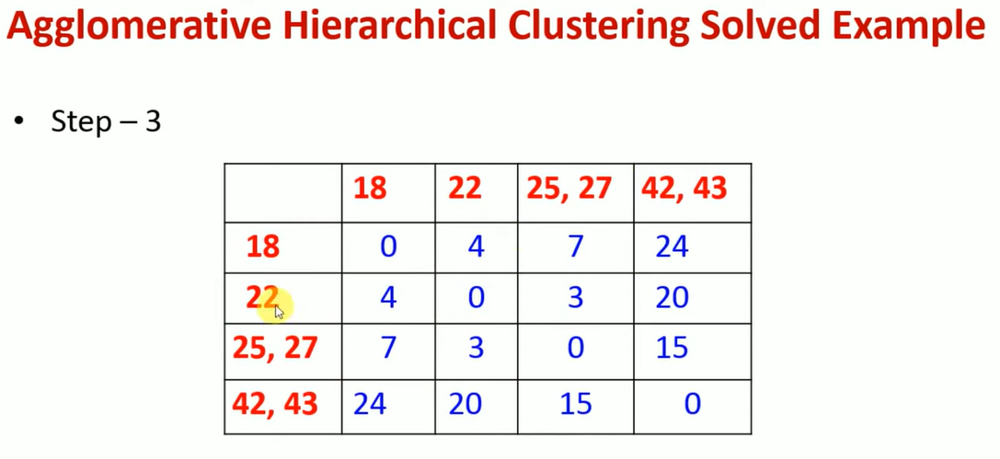 Agglomerative Hierarchical Clustering Solved Example
• Step – 3
18 22 25, 27 42, 43
18 0 4 7 24
22 4 0 3 20
25, 27 7 3 0 15
42, 43 24 20 15 0